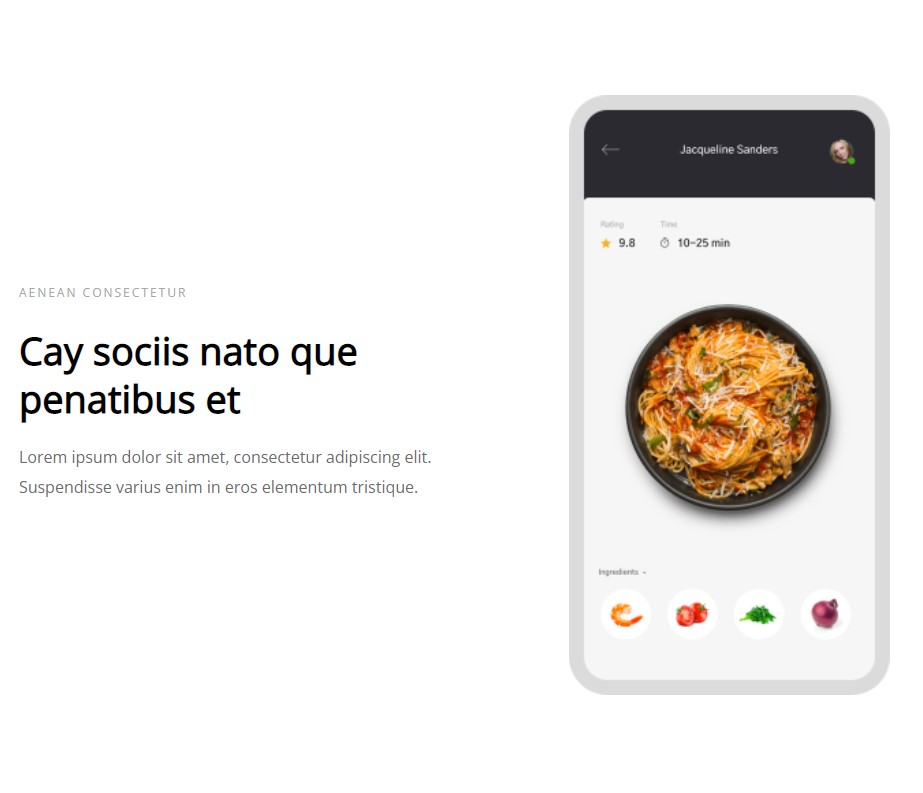 AENEAN CONSECTETUR
Cay sociis nato que
penatibus et
Lorem ipsum dolor sit amet, consectetur adipiscing elit.
Suspendisse varius enim in eros elementum tristique.
Jacqueline Sanders
Rating Time
9.8 10–25 min
Ingredients